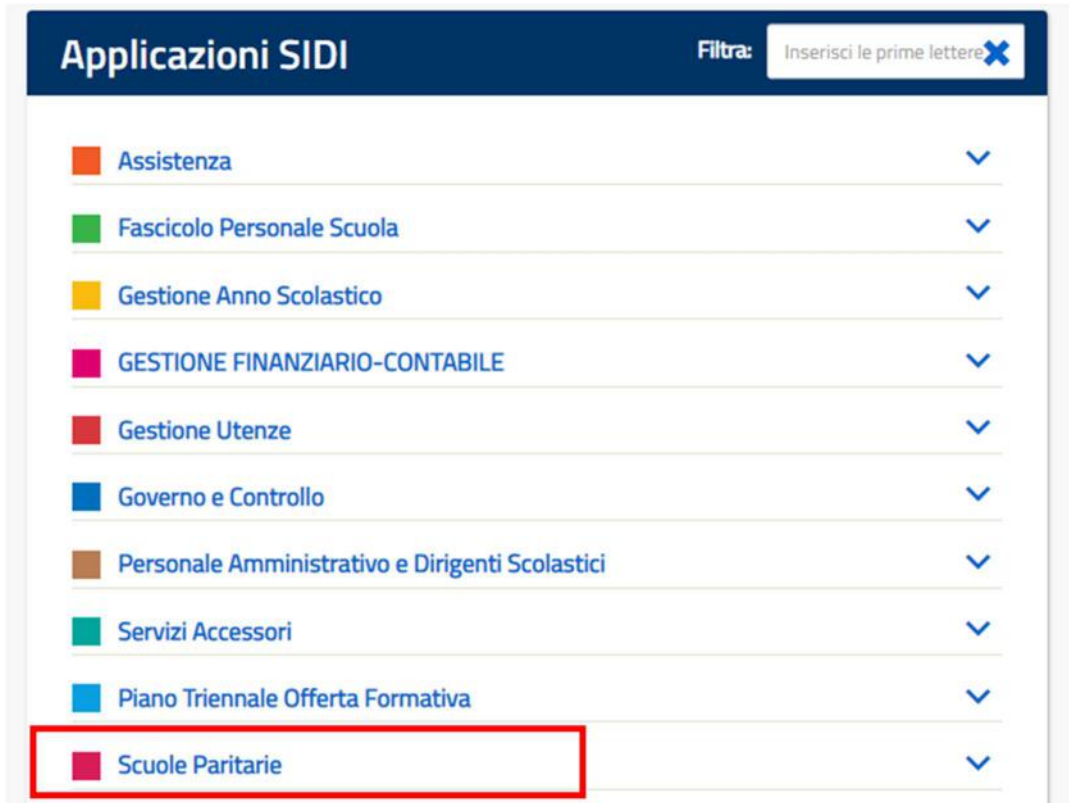 Applicazioni SIDI
Filtra: Inserisci le prime lettere
Assistenza
Fascicolo Personale Scuola
Gestione Anno Scolastico
GESTIONE FINANZIARIO-CONTABILE
Gestione Utenze
Governo e Controllo
Personale Amministrativo e Dirigenti Scolastici
Servizi Accessori
Piano Triennale Offerta Formativa
Scuole Paritarie